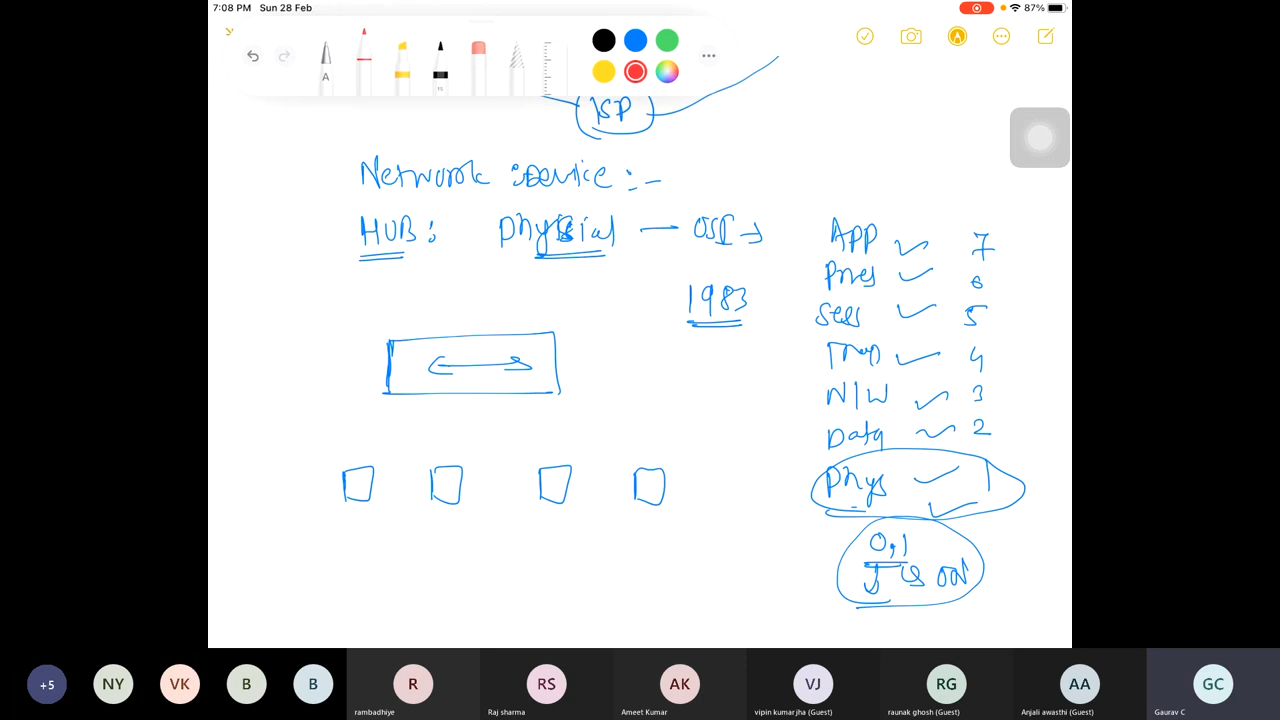 7:08 PM Sun 28 Feb
87%
A
ISP
Network :Device :-
HUB : Physical — OSI →
1983
App ✓ 7
Pres ✓ 6
Sess ✓ 5
Tran ✓ 4
N/W ✓ 3
Data ✓ 2
Phys ✓ 1
0,1
ON
+5
NY
VK
B
B
R
RS
AK
VJ
RG
AA
GC
rambadhiye
Raj sharma
Ameet Kumar
vipin kumar jha (Guest)
raunak ghosh (Guest)
Anjali awasthi (Guest)
Gaurav C